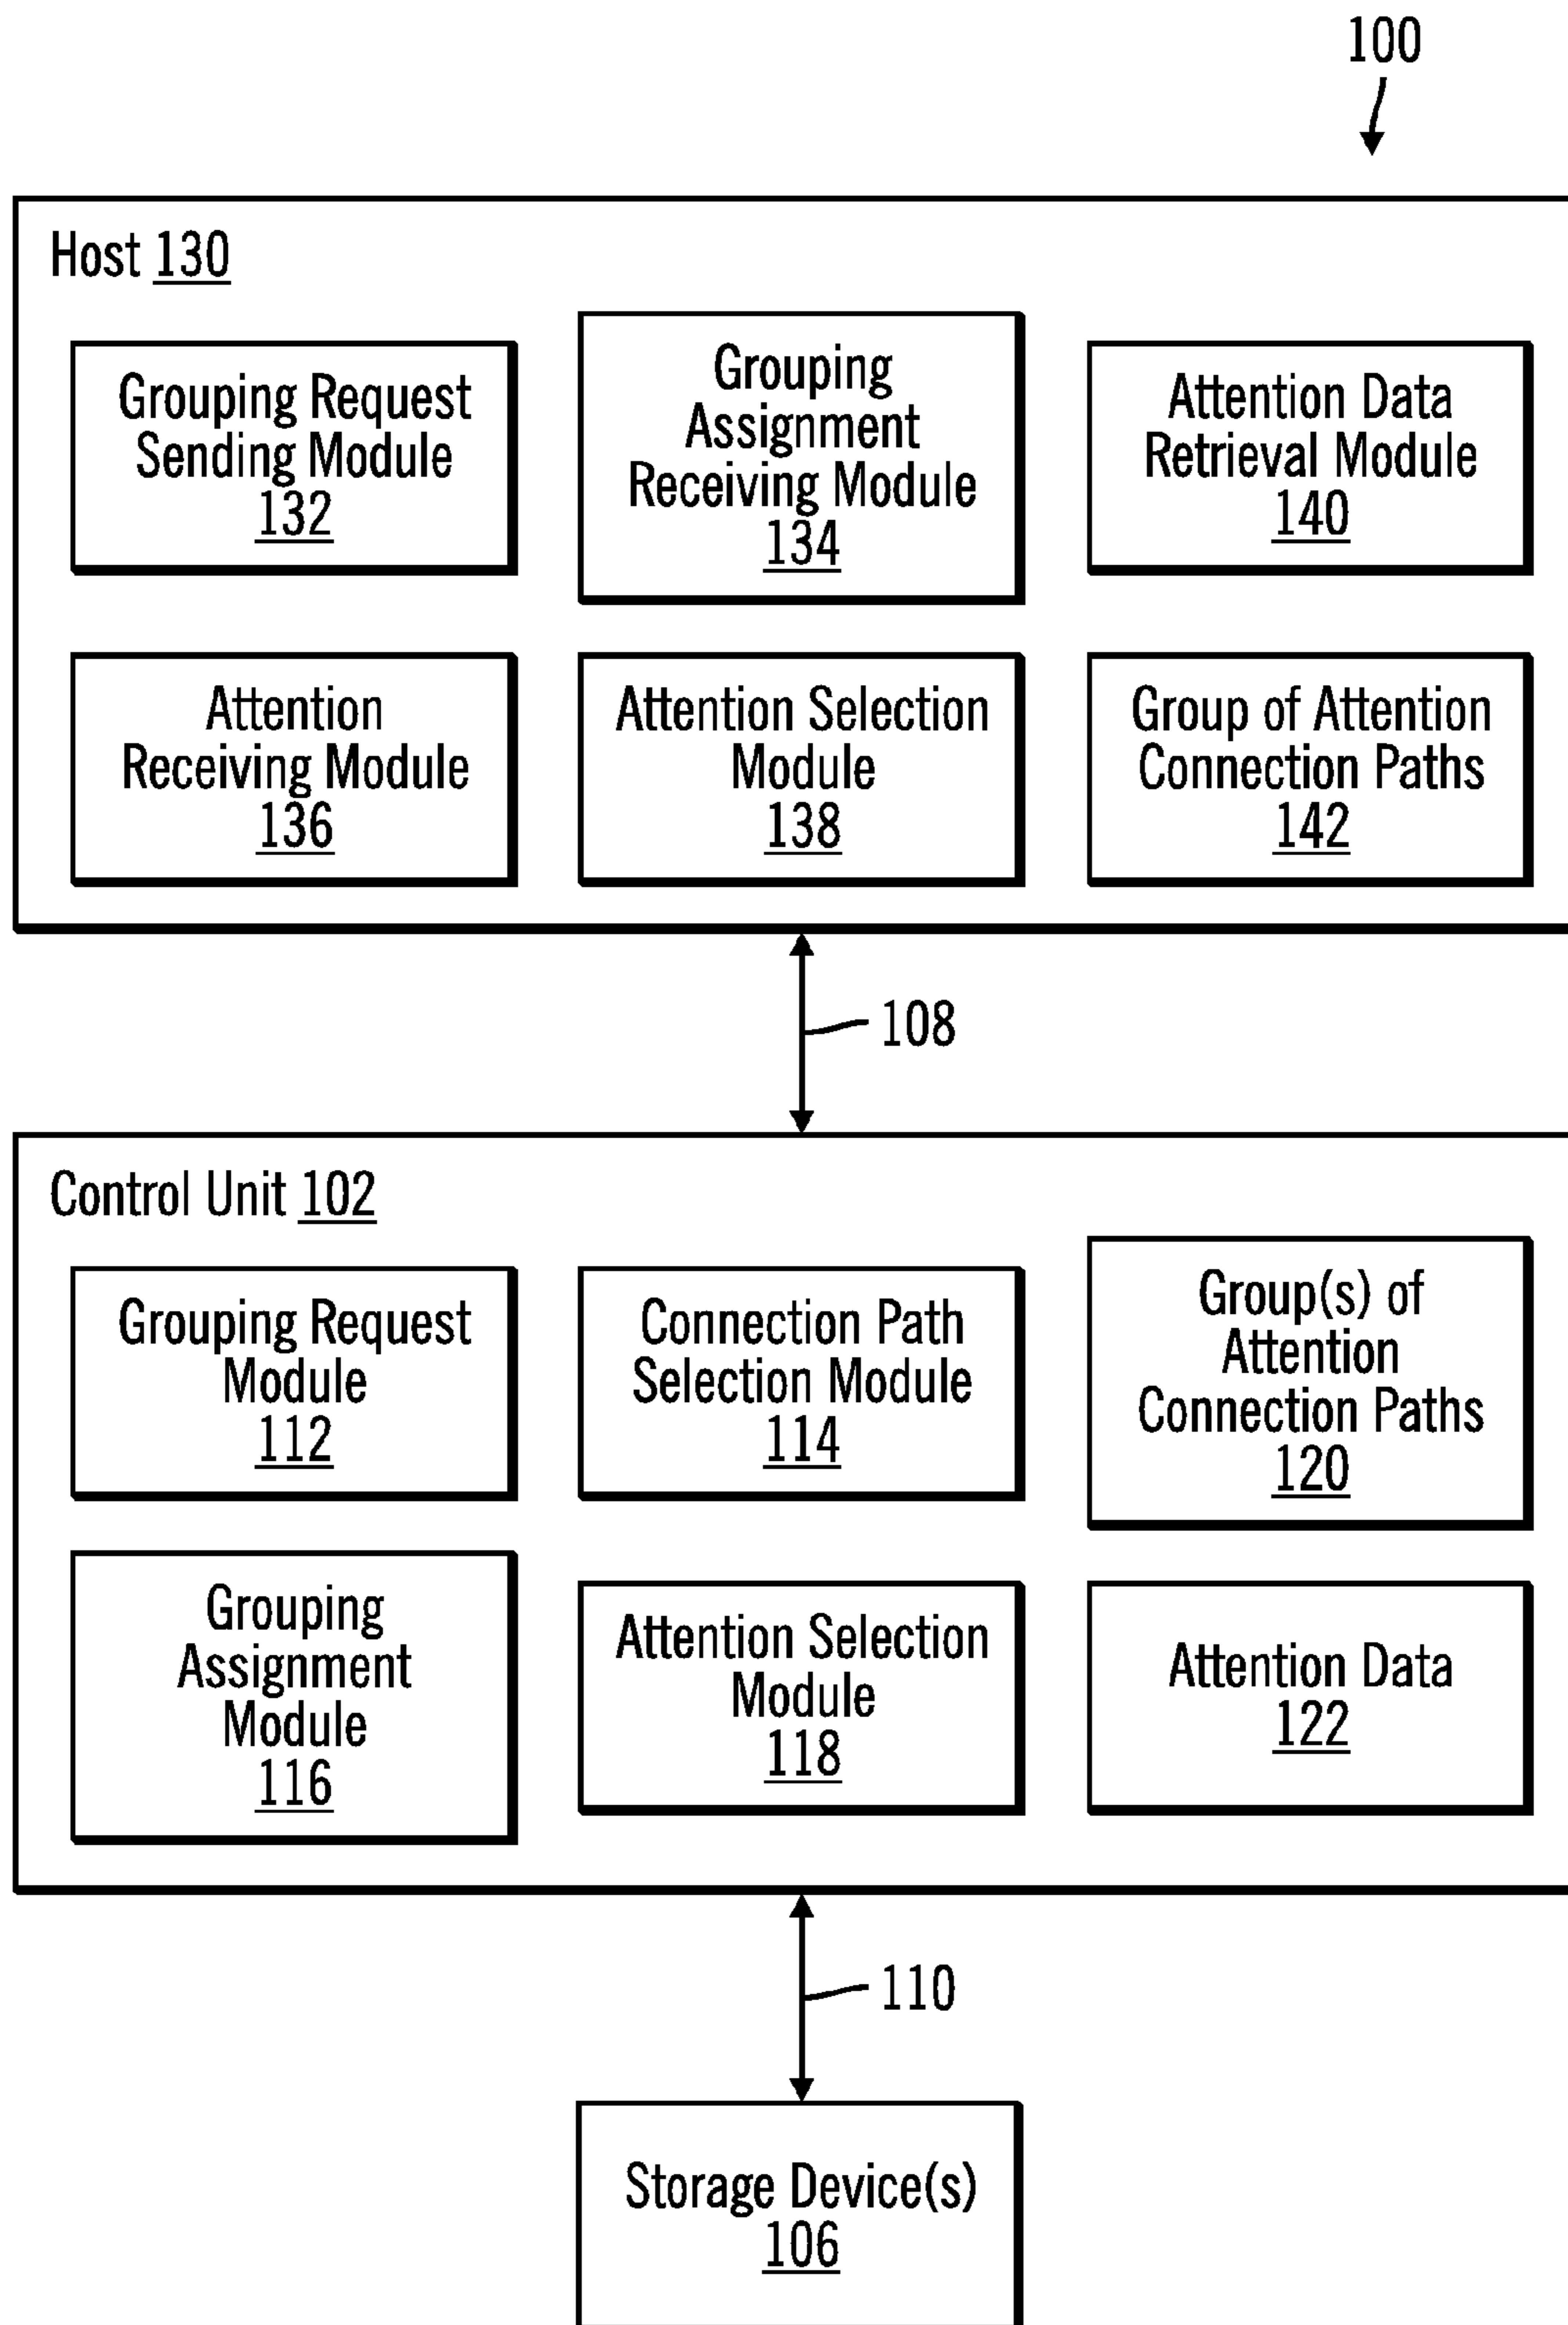 100
Host 130
Grouping Request
Sending Module
132
Grouping
Assignment
Receiving Module
134
Attention Data
Retrieval Module
140
Attention
Receiving Module
136
Attention Selection
Module
138
Group of Attention
Connection Paths
142
108
Control Unit 102
Grouping Request
Module
112
Connection Path
Selection Module
114
Group(s) of
Attention
Connection Paths
120
Grouping
Assignment
Module
116
Attention Selection
Module
118
Attention Data
122
110
Storage Device(s)
106